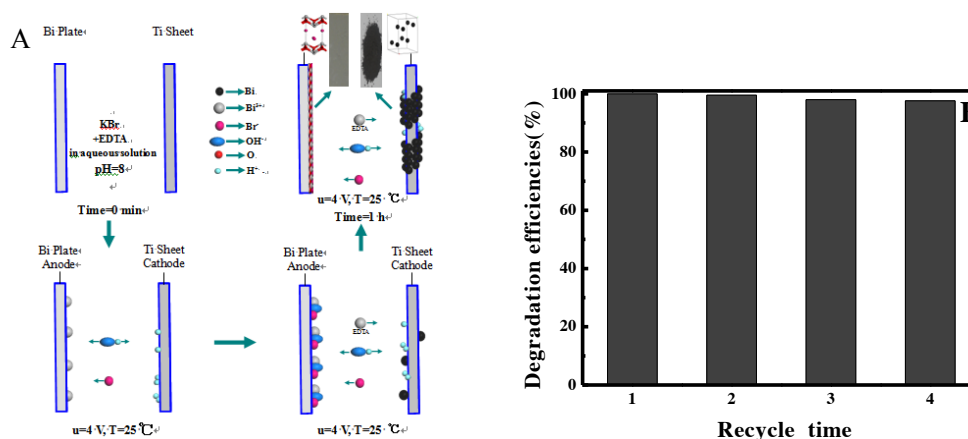 A
Bi Plate
Ti Sheet
KBr
+EDTA
in aqueous solution
pH=8
Time=0 min
Bi
Bi³⁺
Br⁻
OH⁻
O
H⁺
EDTA
u=4 V, T=25 ℃
Time=1 h
Bi Plate
Anode
Ti Sheet
Cathode
u=4 V, T=25 ℃
Bi Plate
Anode
Ti Sheet
Cathode
EDTA
u=4 V, T=25 ℃
Degradation efficiencies(%)
100
80
60
40
20
0
1 2 3 4
Recycle time